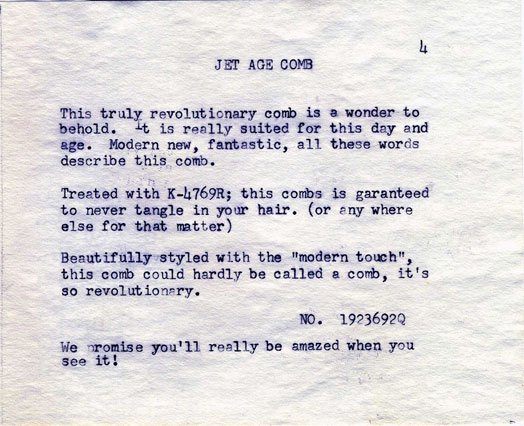 4
JET AGE COMB
This truly revolutionary comb is a wonder to
behold. It is really suited for this day and
age. Modern new, fantastic, all these words
describe this comb.
Treated with K-4769R; this combs is garanteed
to never tangle in your hair. (or any where
else for that matter)
Beautifully styled with the "modern touch",
this comb could hardly be called a comb, it's
so revolutionary.
NO. 1923692Q
We promise you'll really be amazed when you
see it!